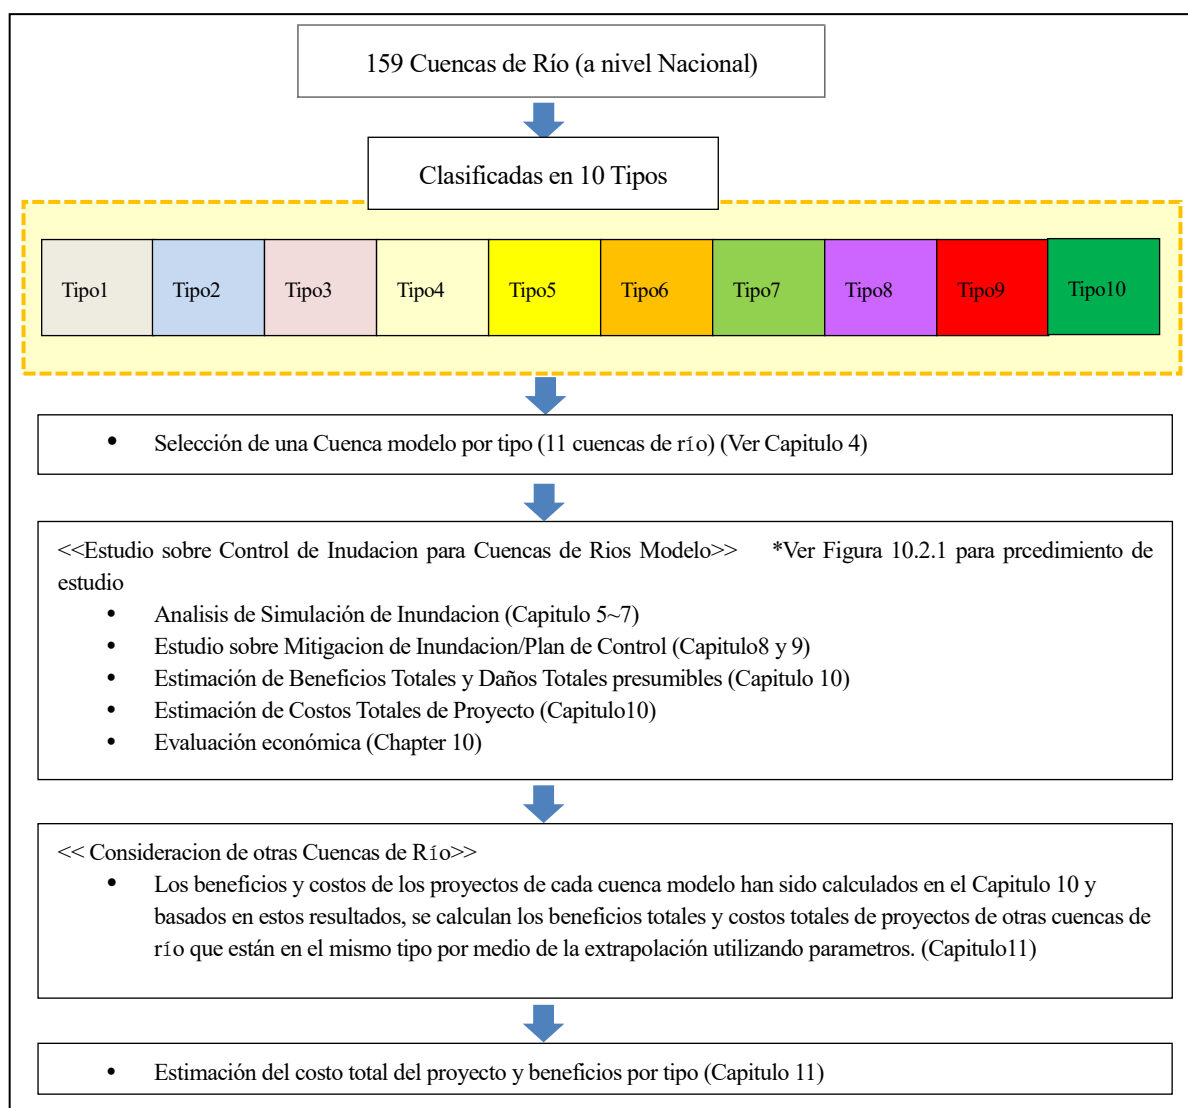 159 Cuencas de Río (a nivel Nacional)
Clasificadas en 10 Tipos
Tipo1 Tipo2 Tipo3 Tipo4 Tipo5 Tipo6 Tipo7 Tipo8 Tipo9 Tipo10
• Selección de una Cuenca modelo por tipo (11 cuencas de río) (Ver Capitulo 4)
<<Estudio sobre Control de Inudacion para Cuencas de Rios Modelo>> *Ver Figura 10.2.1 para prcedimiento de
estudio
• Analisis de Simulación de Inundacion (Capitulo 5~7)
• Estudio sobre Mitigacion de Inundacion/Plan de Control (Capitulo8 y 9)
• Estimación de Beneficios Totales y Daños Totales presumibles (Capitulo 10)
• Estimación de Costos Totales de Proyecto (Capitulo10)
• Evaluación económica (Chapter 10)
<< Consideracion de otras Cuencas de Río>>
• Los beneficios y costos de los proyectos de cada cuenca modelo han sido calculados en el Capitulo 10 y
basados en estos resultados, se calculan los beneficios totales y costos totales de proyectos de otras cuencas de
río que están en el mismo tipo por medio de la extrapolación utilizando parametros. (Capitulo11)
• Estimación del costo total del proyecto y beneficios por tipo (Capitulo 11)